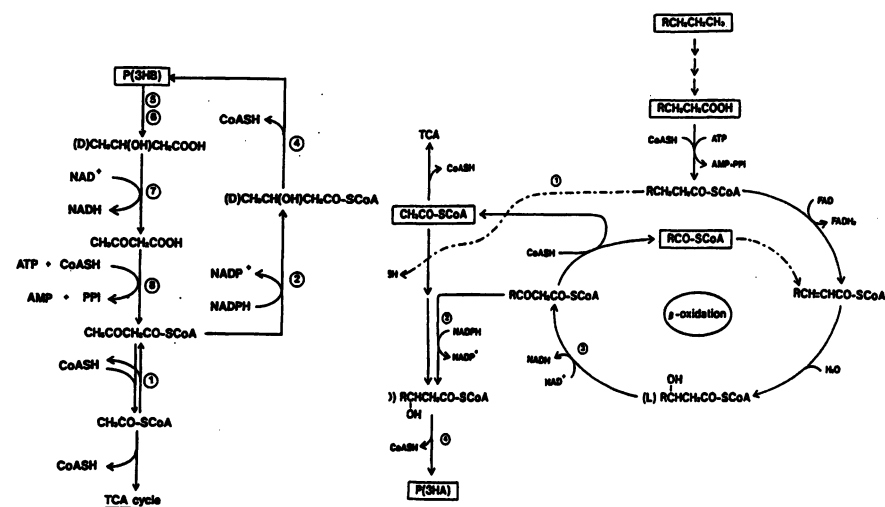 P(3HB)
⑤
⑥
(D)CH₃CH(OH)CH₂COOH
NAD⁺
⑦
NADH
CH₃COCH₂COOH
ATP + CoASH
⑧
AMP + PPi
CH₃COCH₂CO-SCoA
CoASH
①
CH₃CO-SCoA
CoASH
TCA cycle
CoASH
④
(D)CH₃CH(OH)CH₂CO-SCoA
NADP⁺
②
NADPH
TCA
CoASH
CH₃CO-SCoA
①
SH
NADPH
NADP⁺
) RCHCH₂CO-SCoA
OH
CoASH
④
P(3HA)
RCH₂CH₂CH₃
RCH₂CH₂COOH
CoASH
ATP
AMP+PPi
RCH₂CH₂CO-SCoA
FAD
FADH₂
CoASH
RCO-SCoA
RCOCH₂CO-SCoA
RCH=CHCO-SCoA
β-oxidation
NADH
③
NAD⁺
H₂O
OH
(L) RCHCH₂CO-SCoA